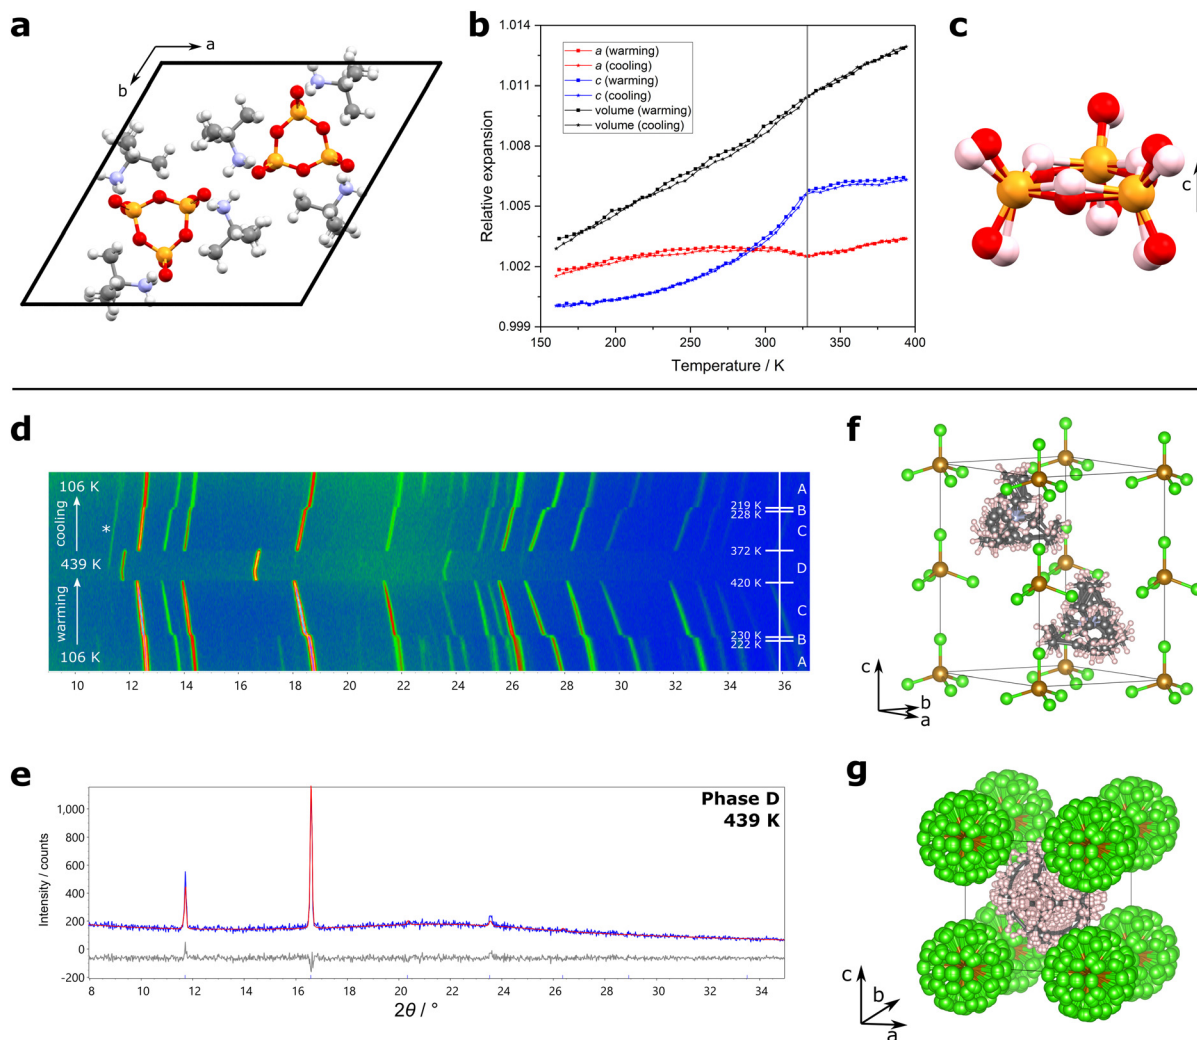 a
a
b
b
1.014
1.011
1.008
1.005
1.002
0.999
Relative expansion
a (warming)
a (cooling)
c (warming)
c (cooling)
volume (warming)
volume (cooling)
150 200 250 300 350 400
Temperature / K
c
c
d
106 K
cooling
*
439 K
warming
106 K
A
219 K
B
228 K
C
372 K
D
420 K
C
230 K
B
222 K
A
10 12 14 16 18 20 22 24 26 28 30 32 34 36
e
Phase D
439 K
1,000
800
600
400
200
0
-200
Intensity / counts
8 10 12 14 16 18 20 22 24 26 28 30 32 34
2θ / °
f
c
b
a
g
c
b
a